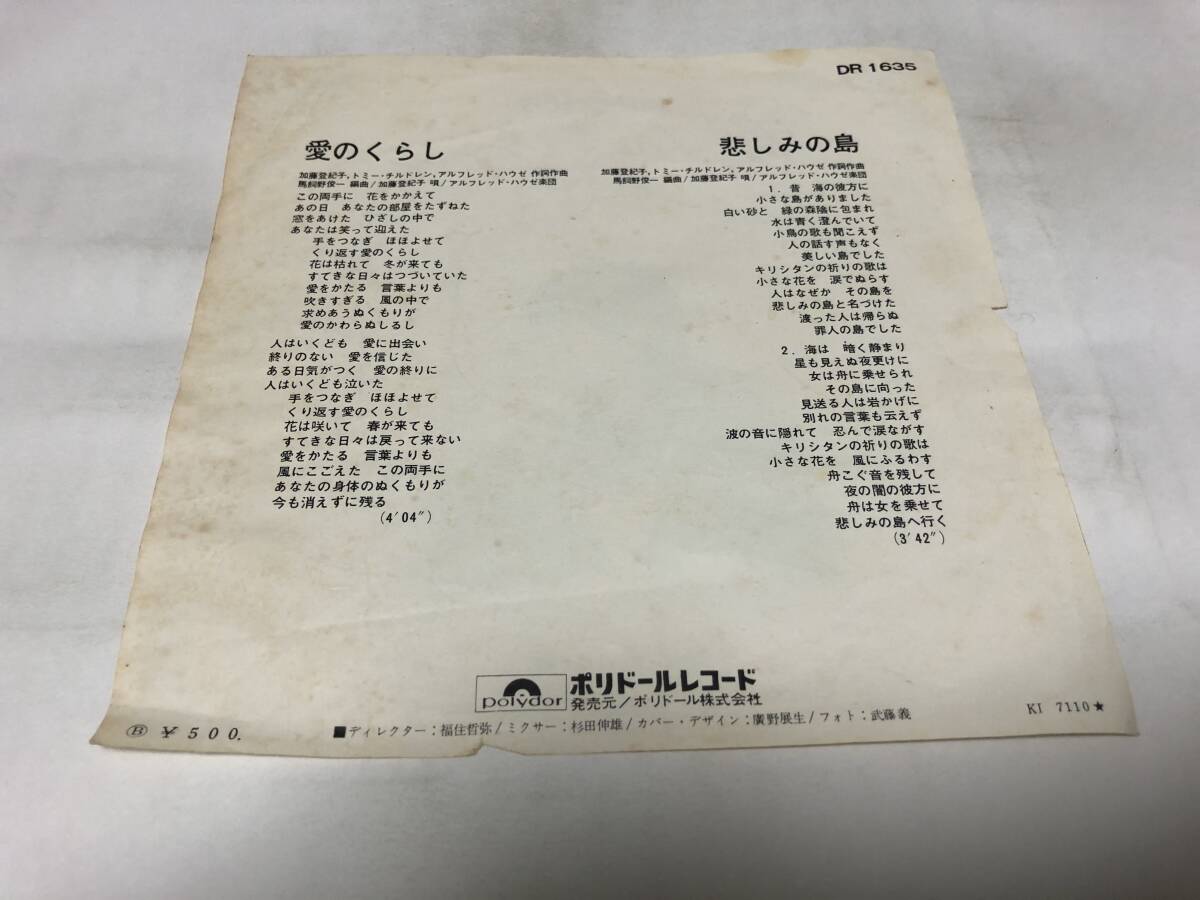 DR 1635
愛のくらし
加藤登紀子, トミー・チルドレン, アルフレッド・ハウゼ 作詞作曲
馬飼野俊一 編曲/加藤登紀子 唄/アルフレッド・ハウゼ楽団
この両手に 花をかかえて
あの日 あなたの部屋をたずねた
窓をあけた ひざしの中で
あなたは笑って迎えた
手をつなぎ ほほよせて
くり返す愛のくらし
花は枯れて 冬が来ても
すてきな日々はつづいていた
愛をかたる 言葉よりも
吹きすぎる 風の中で
求めあうぬくもりが
愛のかわらぬしるし
人はいくども 愛に出会い
終りのない 愛を信じた
ある日気がつく 愛の終りに
人はいくども泣いた
手をつなぎ ほほよせて
くり返す愛のくらし
花は咲いて 春が来ても
すてきな日々は戻って来ない
愛をかたる 言葉よりも
風にこごえた この両手に
あなたの身体のぬくもりが
今も消えずに残る
(4′04″)
悲しみの島
加藤登紀子, トミー・チルドレン, アルフレッド・ハウゼ 作詞作曲
馬飼野俊一 編曲/加藤登紀子 唄/アルフレッド・ハウゼ楽団
1. 昔 海の彼方に
小さな島がありました
白い砂と 緑の森陰に包まれ
水は青く澄んでいて
小鳥の歌も聞こえず
人の話す声もなく
美しい島でした
キリシタンの祈りの歌は
小さな花を 涙でぬらす
人はなぜか その島を
悲しみの島と名づけた
渡った人は帰らぬ
罪人の島でした
2. 海は 暗く静まり
星も見えぬ夜更けに
女は舟に乗せられ
その島に向った
見送る人は岩かげに
別れの言葉も云えず
波の音に隠れて 忍んで涙ながす
キリシタンの祈りの歌は
小さな花を 風にふるわす
舟こぐ音を残して
夜の闇の彼方に
舟は女を乗せて
悲しみの島へ行く
(3′42″)
polydor
ポリドールレコード
発売元/ポリドール株式会社
Ⓑ ¥500.
■ディレクター:福住哲弥/ミクサー:杉田伸雄/カバー・デザイン:廣野展生/フォト:武藤義
KI 7110★